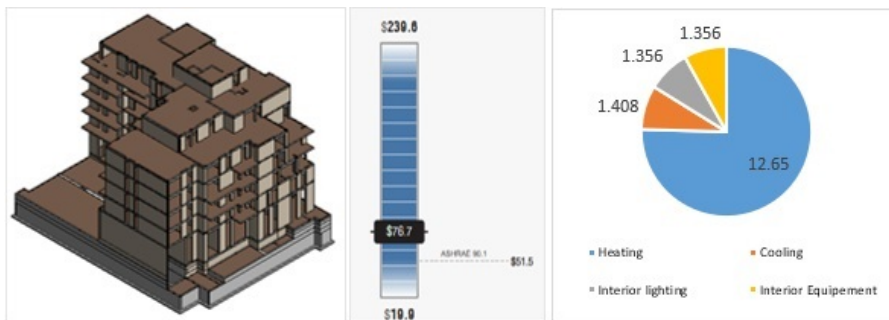 $239.6
$76.7
ASHRAE 90.1
$51.5
$19.9
1.356
1.356
1.408
12.65
Heating
Cooling
Interior lighting
Interior Equipement